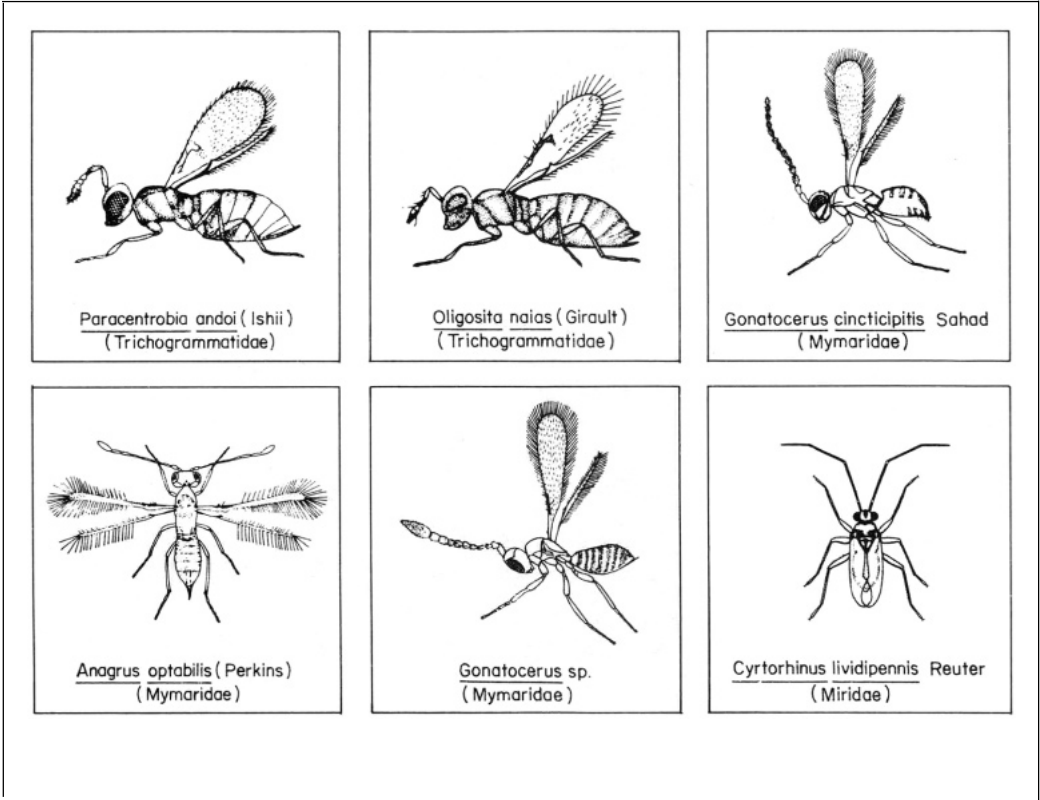 Paracentrobia andoi (Ishii)
(Trichogrammatidae)
Oligosita naias (Girault)
(Trichogrammatidae)
Gonatocerus cincticipitis Sahad
(Mymaridae)
Anagrus optabilis (Perkins)
(Mymaridae)
Gonatocerus sp.
(Mymaridae)
Cyrtorhinus lividipennis Reuter
(Miridae)